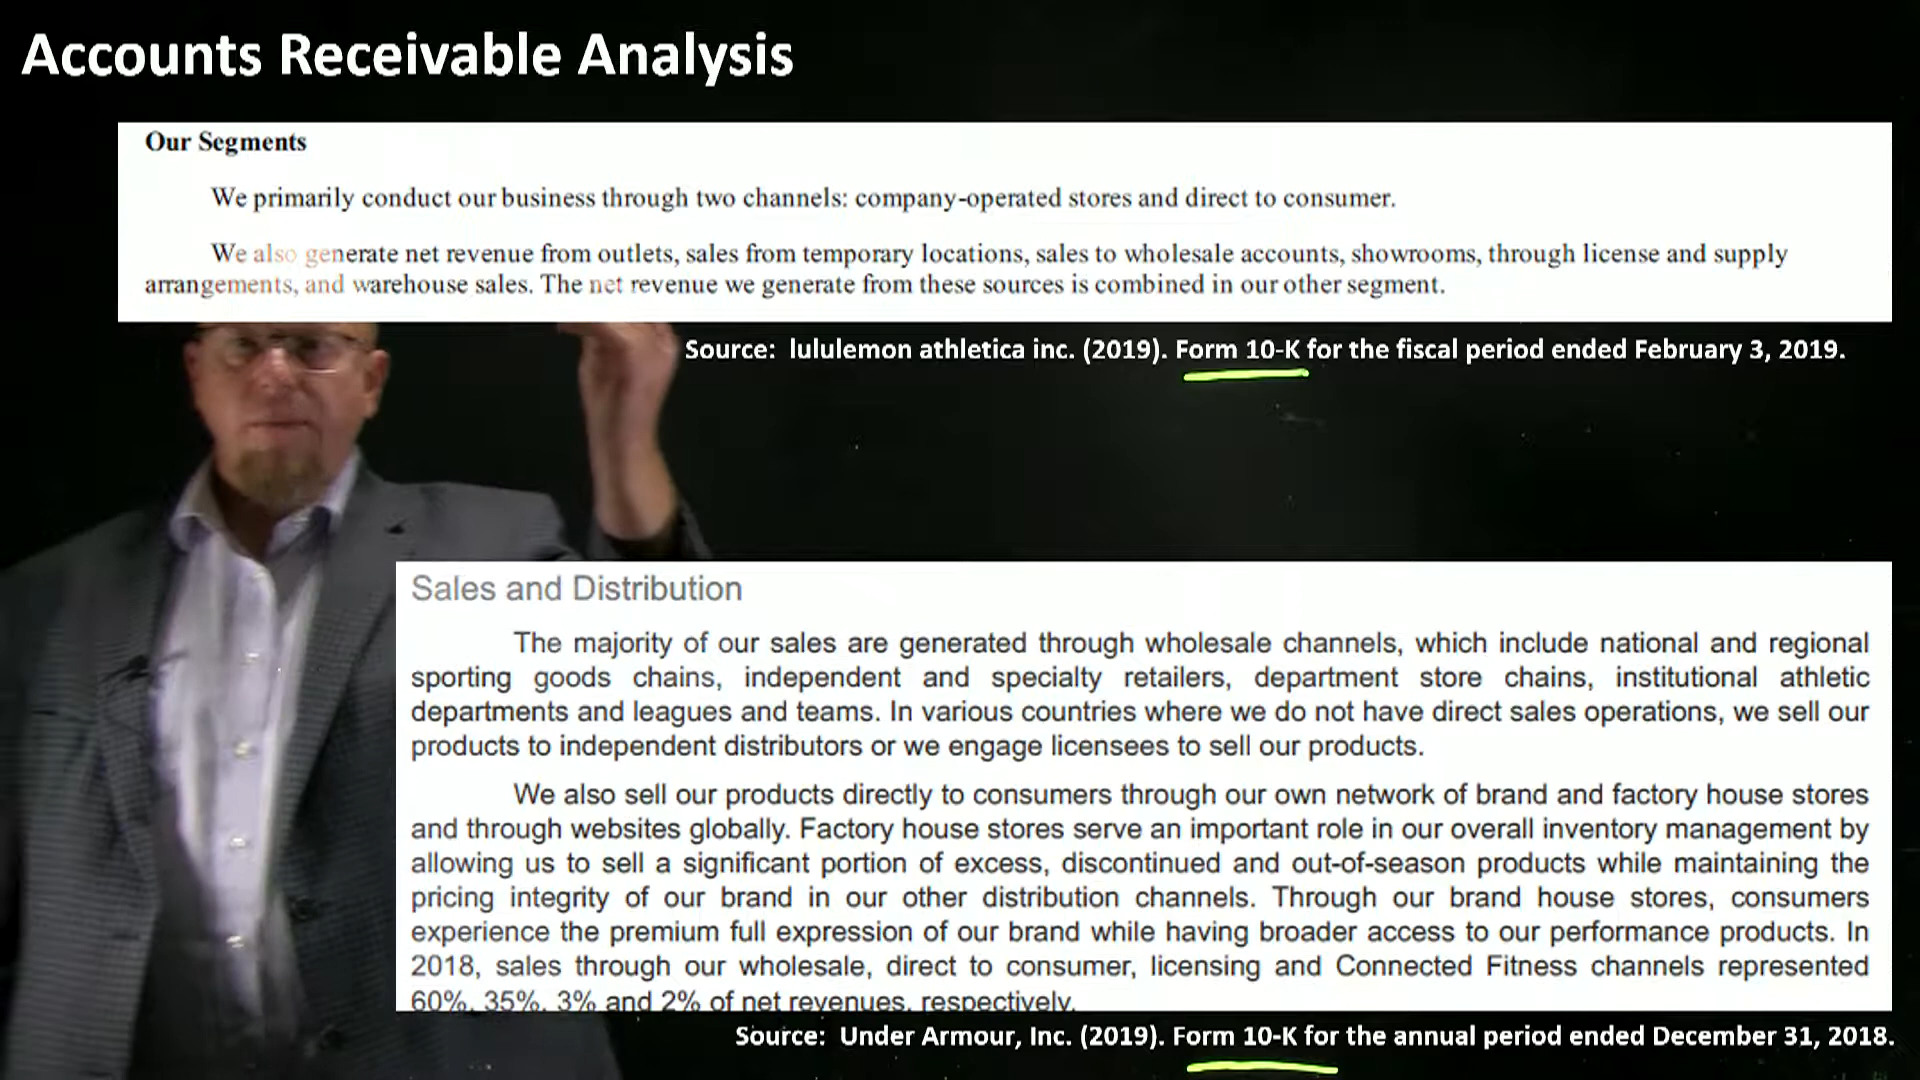 Accounts Receivable Analysis
Our Segments
We primarily conduct our business through two channels: company-operated stores and direct to consumer.
We also generate net revenue from outlets, sales from temporary locations, sales to wholesale accounts, showrooms, through license and supply
arrangements, and warehouse sales. The net revenue we generate from these sources is combined in our other segment.
Source: lululemon athletica inc. (2019). Form 10-K for the fiscal period ended February 3, 2019.
Sales and Distribution
The majority of our sales are generated through wholesale channels, which include national and regional
sporting goods chains, independent and specialty retailers, department store chains, institutional athletic
departments and leagues and teams. In various countries where we do not have direct sales operations, we sell our
products to independent distributors or we engage licensees to sell our products.
We also sell our products directly to consumers through our own network of brand and factory house stores
and through websites globally. Factory house stores serve an important role in our overall inventory management by
allowing us to sell a significant portion of excess, discontinued and out-of-season products while maintaining the
pricing integrity of our brand in our other distribution channels. Through our brand house stores, consumers
experience the premium full expression of our brand while having broader access to our performance products. In
2018, sales through our wholesale, direct to consumer, licensing and Connected Fitness channels represented
60%, 35%, 3% and 2% of net revenues, respectively.
Source: Under Armour, Inc. (2019). Form 10-K for the annual period ended December 31, 2018.